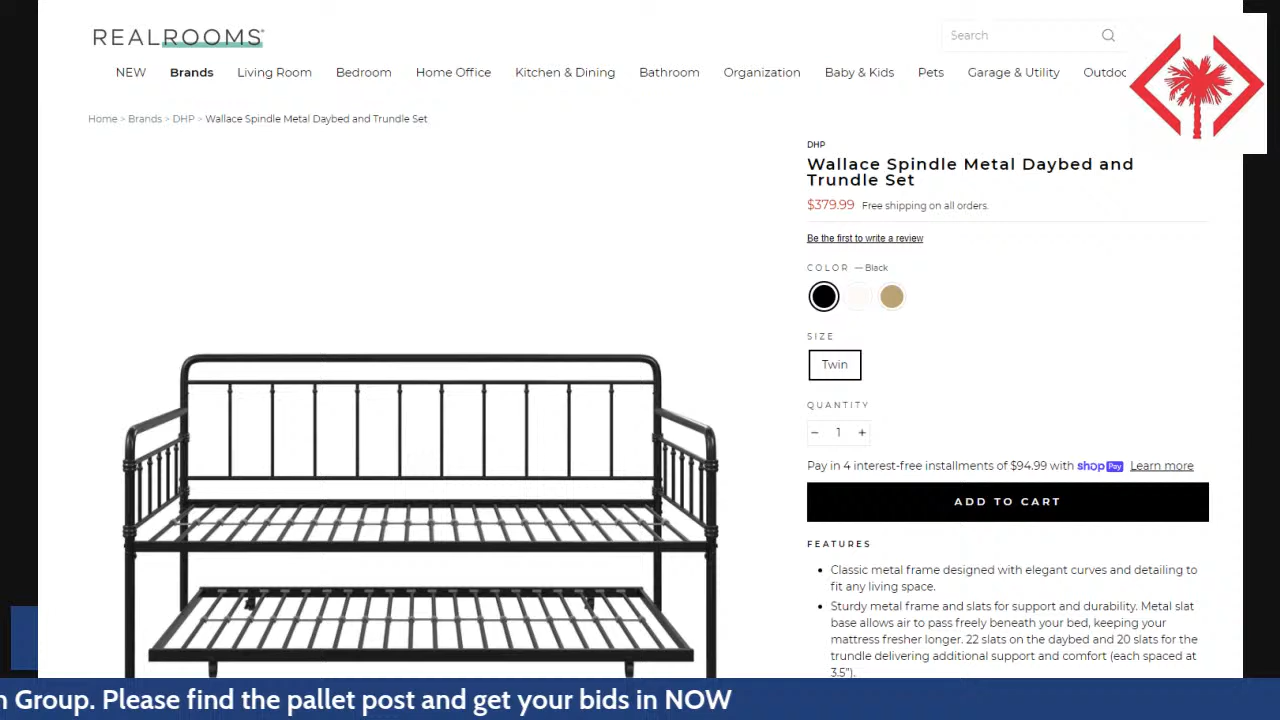 REALROOMS
Search
NEW Brands Living Room Bedroom Home Office Kitchen & Dining Bathroom Organization Baby & Kids Pets Garage & Utility
Home > Brands > DHP > Wallace Spindle Metal Daybed and Trundle Set
DHP
Wallace Spindle Metal Daybed and
Trundle Set
$379.99 Free shipping on all orders.
Be the first to write a review
COLOR — Black
SIZE
Twin
QUANTITY
− 1 +
Pay in 4 interest-free installments of $94.99 with shop Pay Learn more
ADD TO CART
FEATURES
• Classic metal frame designed with elegant curves and detailing to
fit any living space.
• Sturdy metal frame and slats for support and durability. Metal slat
base allows air to pass freely beneath your bed, keeping your
mattress fresher longer. 22 slats on the daybed and 20 slats for the
trundle delivering additional support and comfort (each spaced at
3.5").
Group. Please find the pallet post and get your bids in NOW